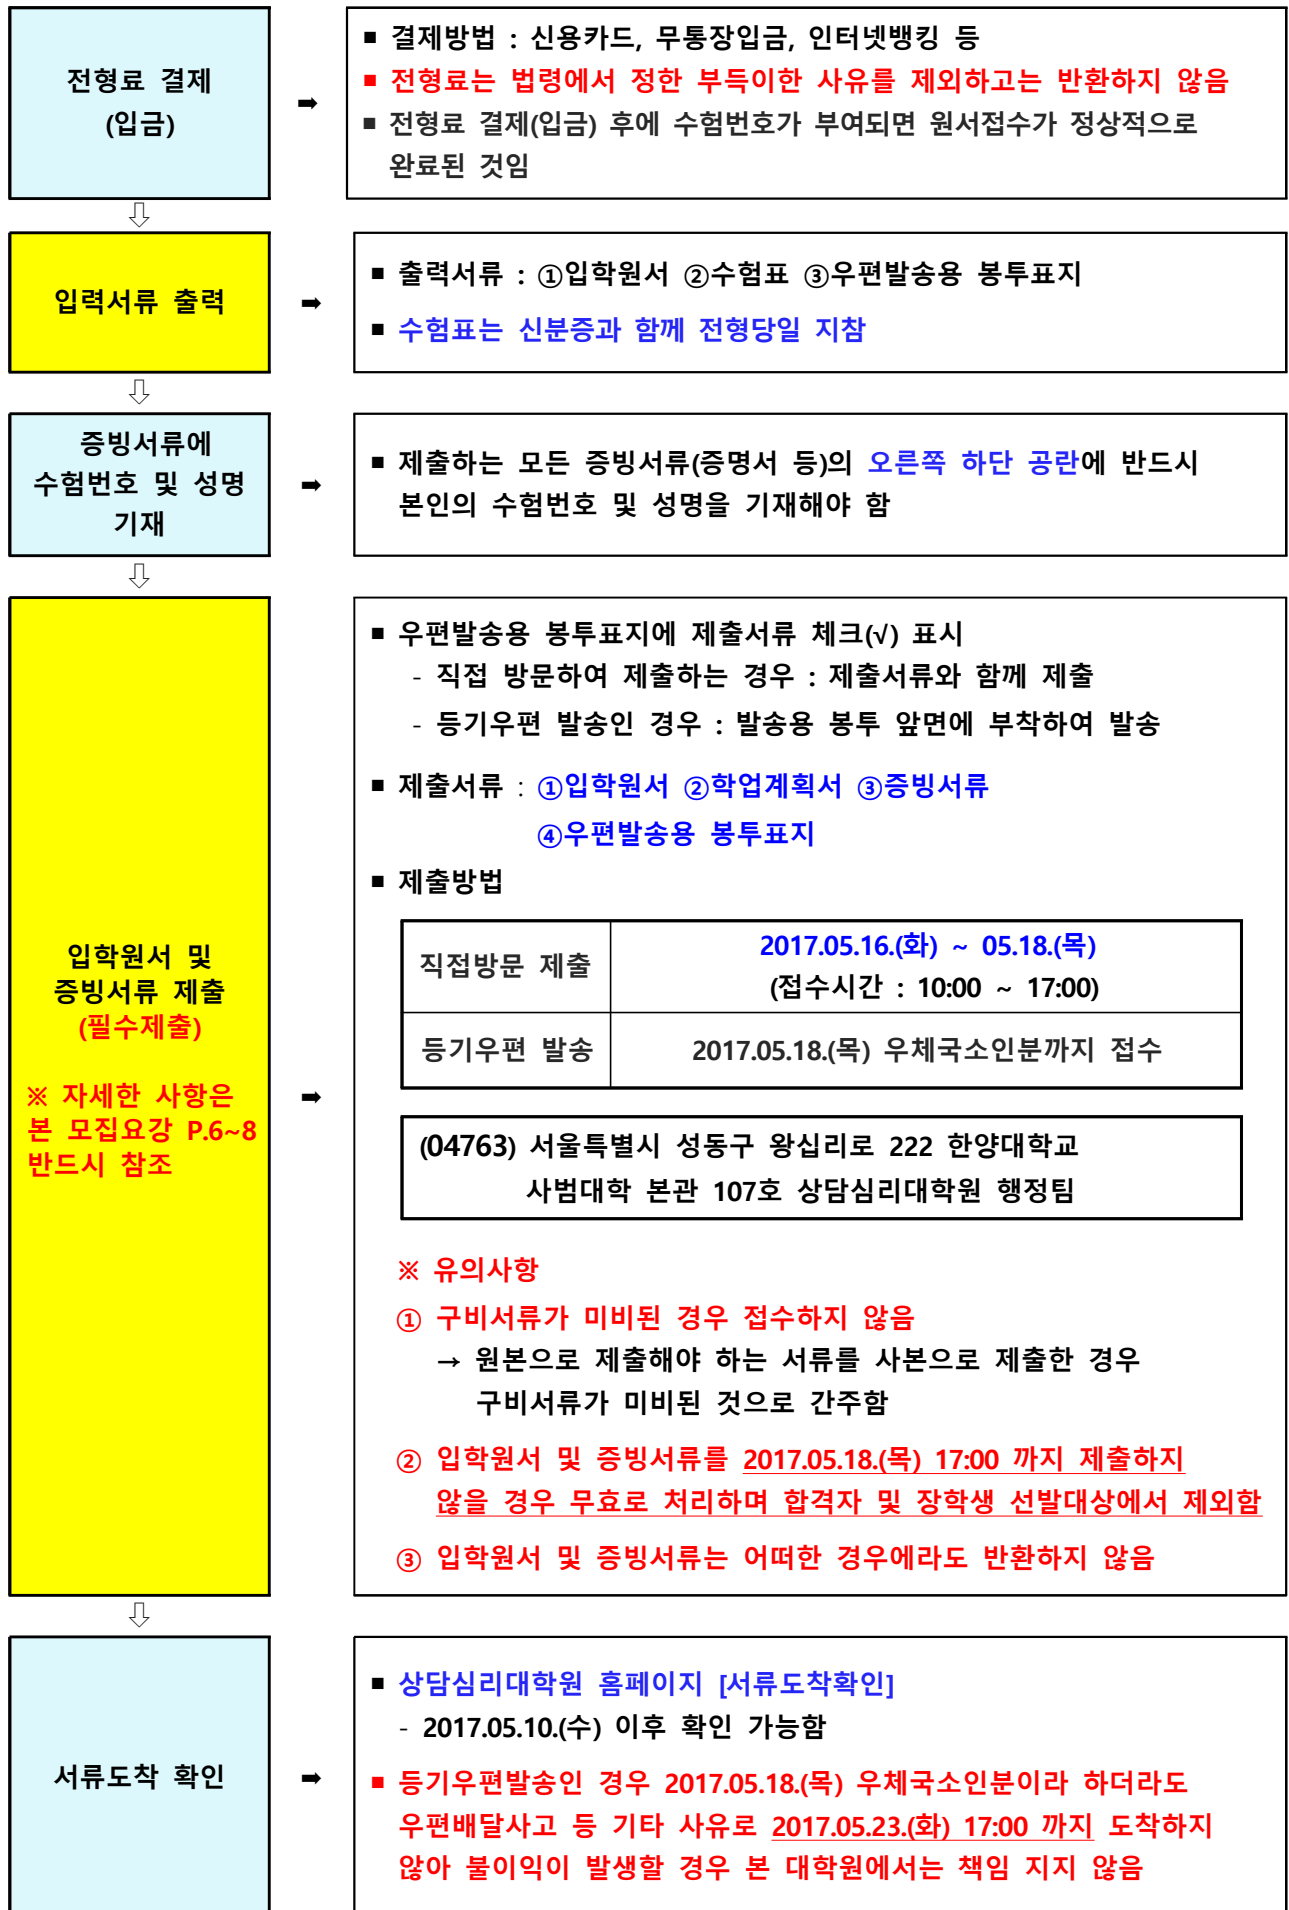 전형료 결제
(입금)
➡
■ 결제방법 : 신용카드, 무통장입금, 인터넷뱅킹 등
■ 전형료는 법령에서 정한 부득이한 사유를 제외하고는 반환하지 않음
■ 전형료 결제(입금) 후에 수험번호가 부여되면 원서접수가 정상적으로
완료된 것임
⇩
입력서류 출력
➡
■ 출력서류 : ①입학원서 ②수험표 ③우편발송용 봉투표지
■ 수험표는 신분증과 함께 전형당일 지참
⇩
증빙서류에
수험번호 및 성명
기재
➡
■ 제출하는 모든 증빙서류(증명서 등)의 오른쪽 하단 공란에 반드시
본인의 수험번호 및 성명을 기재해야 함
⇩
입학원서 및
증빙서류 제출
(필수제출)
※ 자세한 사항은
본 모집요강 P.6~8
반드시 참조
➡
■ 우편발송용 봉투표지에 제출서류 체크(√) 표시
- 직접 방문하여 제출하는 경우 : 제출서류와 함께 제출
- 등기우편 발송인 경우 : 발송용 봉투 앞면에 부착하여 발송
■ 제출서류 : ①입학원서 ②학업계획서 ③증빙서류
④우편발송용 봉투표지
■ 제출방법
직접방문 제출
2017.05.16.(화) ~ 05.18.(목)
(접수시간 : 10:00 ~ 17:00)
등기우편 발송
2017.05.18.(목) 우체국소인분까지 접수
(04763) 서울특별시 성동구 왕십리로 222 한양대학교
사범대학 본관 107호 상담심리대학원 행정팀
※ 유의사항
① 구비서류가 미비된 경우 접수하지 않음
→ 원본으로 제출해야 하는 서류를 사본으로 제출한 경우
구비서류가 미비된 것으로 간주함
② 입학원서 및 증빙서류를 2017.05.18.(목) 17:00 까지 제출하지
않을 경우 무효로 처리하며 합격자 및 장학생 선발대상에서 제외함
③ 입학원서 및 증빙서류는 어떠한 경우에라도 반환하지 않음
⇩
서류도착 확인
➡
■ 상담심리대학원 홈페이지 [서류도착확인]
- 2017.05.10.(수) 이후 확인 가능함
■ 등기우편발송인 경우 2017.05.18.(목) 우체국소인분이라 하더라도
우편배달사고 등 기타 사유로 2017.05.23.(화) 17:00 까지 도착하지
않아 불이익이 발생할 경우 본 대학원에서는 책임 지지 않음